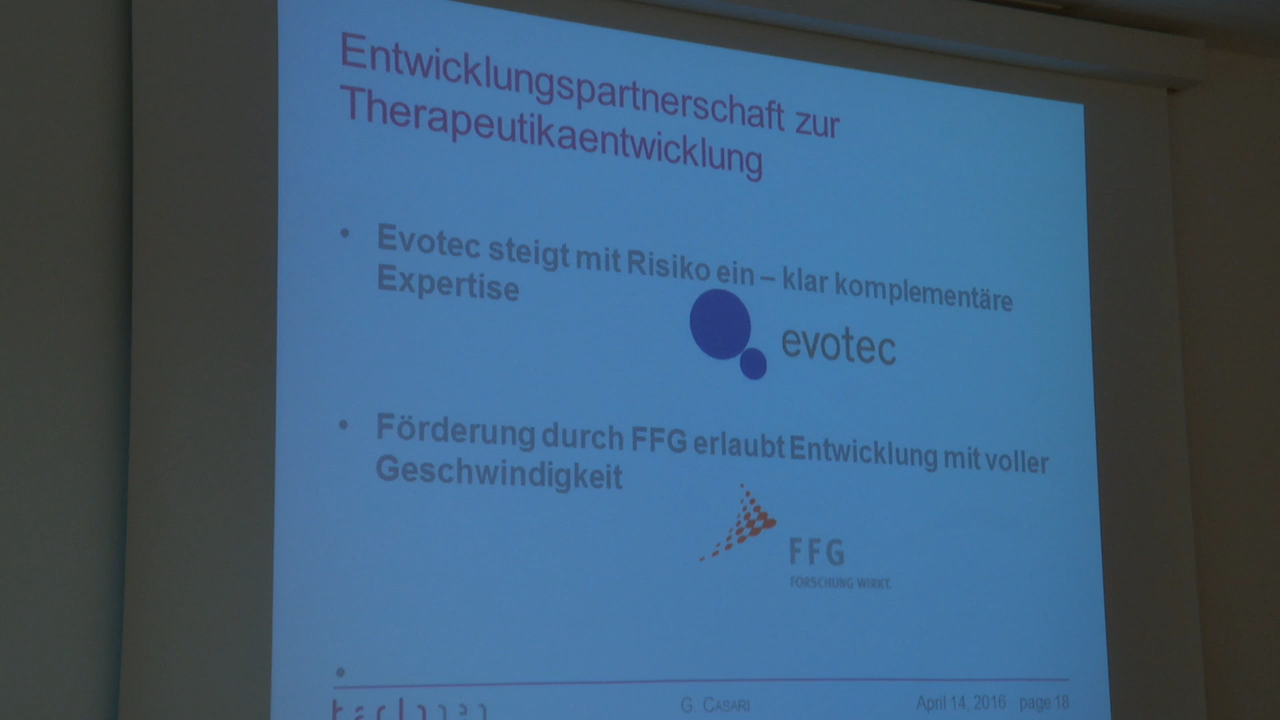 Entwicklungspartnerschaft zur
Therapeutikaentwicklung
• Evotec steigt mit Risiko ein – klar komplementäre
Expertise
evotec
• Förderung durch FFG erlaubt Entwicklung mit voller
Geschwindigkeit
FFG
FORSCHUNG WIRKT.
•
G. CASARI
April 14, 2016 page 18